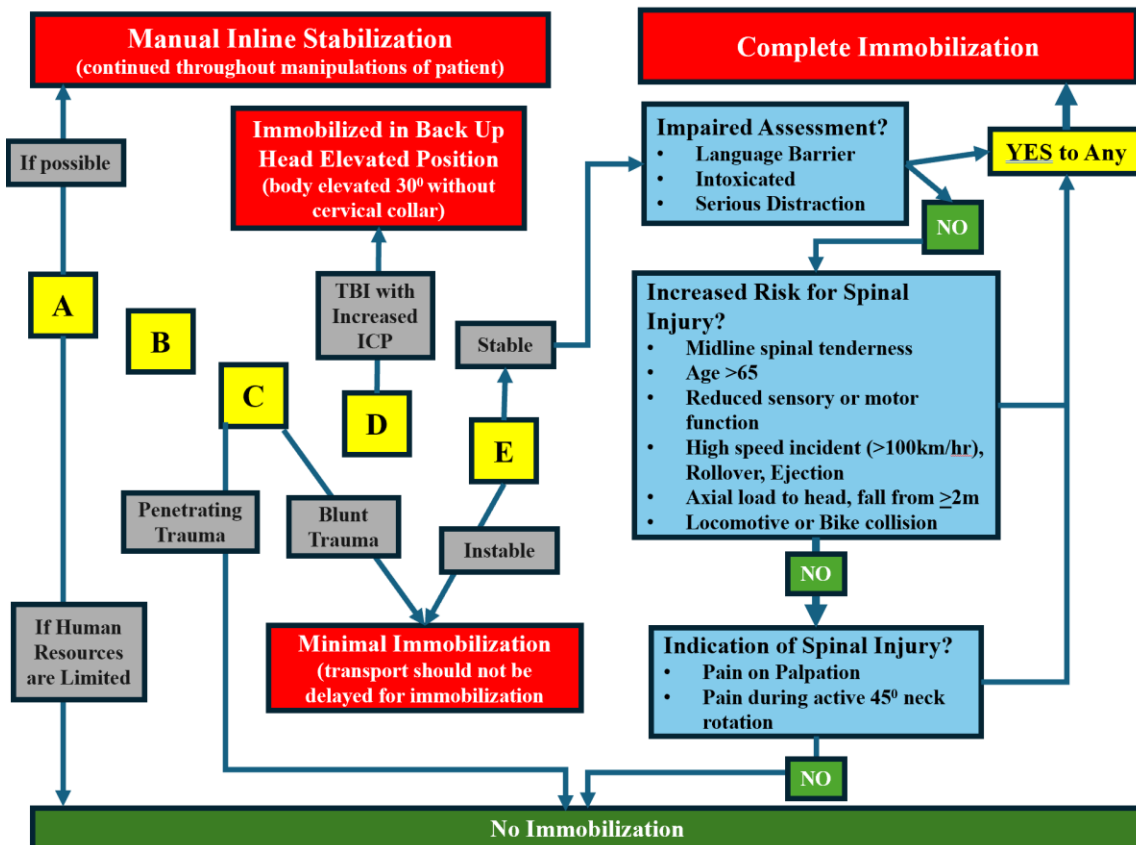 Manual Inline Stabilization
(continued throughout manipulations of patient)
Complete Immobilization
Immobilized in Back Up
Head Elevated Position
(body elevated 30⁰ without
cervical collar)
Impaired Assessment?
• Language Barrier
• Intoxicated
• Serious Distraction
YES to Any
If possible
NO
A
B
C
D
E
TBI with
Increased
ICP
Stable
Increased Risk for Spinal
Injury?
• Midline spinal tenderness
• Age >65
• Reduced sensory or motor
function
• High speed incident (>100km/hr),
Rollover, Ejection
• Axial load to head, fall from ≥2m
• Locomotive or Bike collision
Penetrating
Trauma
Blunt
Trauma
Instable
NO
If Human
Resources
are Limited
Minimal Immobilization
(transport should not be
delayed for immobilization
Indication of Spinal Injury?
• Pain on Palpation
• Pain during active 45⁰ neck
rotation
NO
No Immobilization